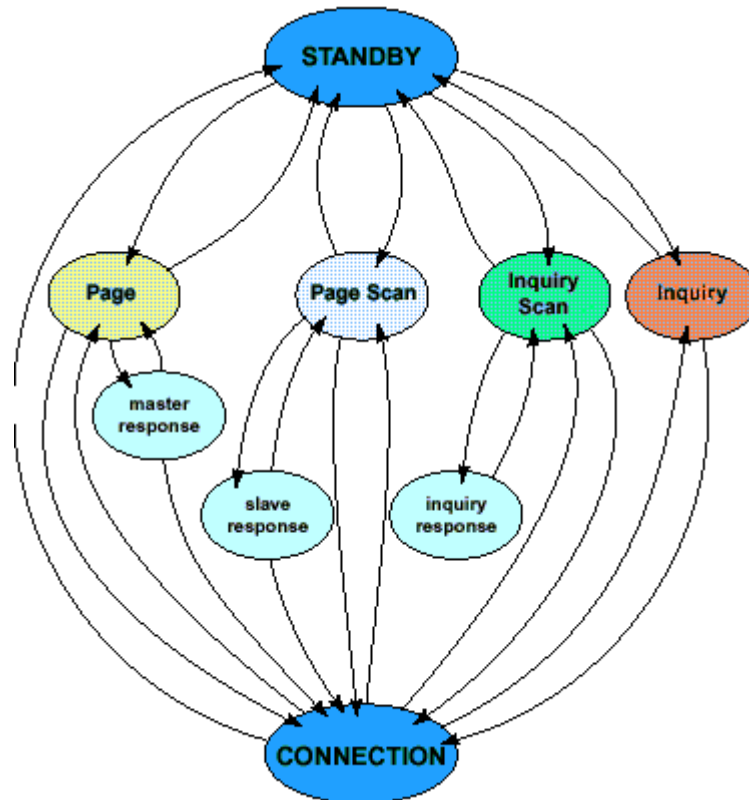 STANDBY
Page
Page Scan
Inquiry
Scan
Inquiry
master
response
slave
response
inquiry
response
CONNECTION